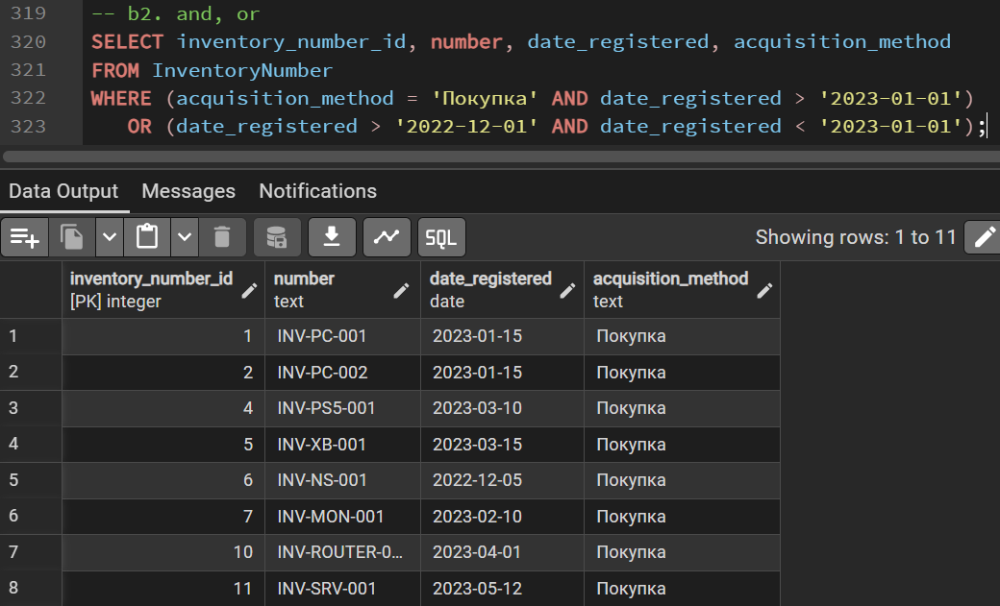 319 -- b2. and, or
320 SELECT inventory_number_id, number, date_registered, acquisition_method
321 FROM InventoryNumber
322 WHERE (acquisition_method = 'Покупка' AND date_registered > '2023-01-01')
323 OR (date_registered > '2022-12-01' AND date_registered < '2023-01-01');
Data Output Messages Notifications
SQL Showing rows: 1 to 11
inventory_number_id number date_registered acquisition_method
[PK] integer text date text
1 1 INV-PC-001 2023-01-15 Покупка
2 2 INV-PC-002 2023-01-15 Покупка
3 4 INV-PS5-001 2023-03-10 Покупка
4 5 INV-XB-001 2023-03-15 Покупка
5 6 INV-NS-001 2022-12-05 Покупка
6 7 INV-MON-001 2023-02-10 Покупка
7 10 INV-ROUTER-0... 2023-04-01 Покупка
8 11 INV-SRV-001 2023-05-12 Покупка